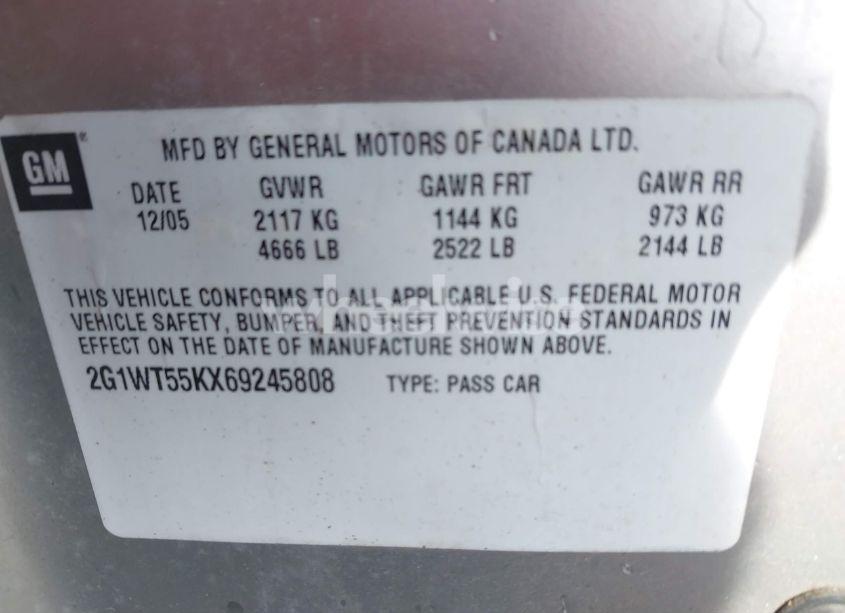 GM
MFD BY GENERAL MOTORS OF CANADA LTD.
DATE GVWR GAWR FRT GAWR RR
12/05 2117 KG 1144 KG 973 KG
4666 LB 2522 LB 2144 LB
THIS VEHICLE CONFORMS TO ALL APPLICABLE U.S. FEDERAL MOTOR
VEHICLE SAFETY, BUMPER, AND THEFT PREVENTION STANDARDS IN
EFFECT ON THE DATE OF MANUFACTURE SHOWN ABOVE.
2G1WT55KX69245808 TYPE: PASS CAR